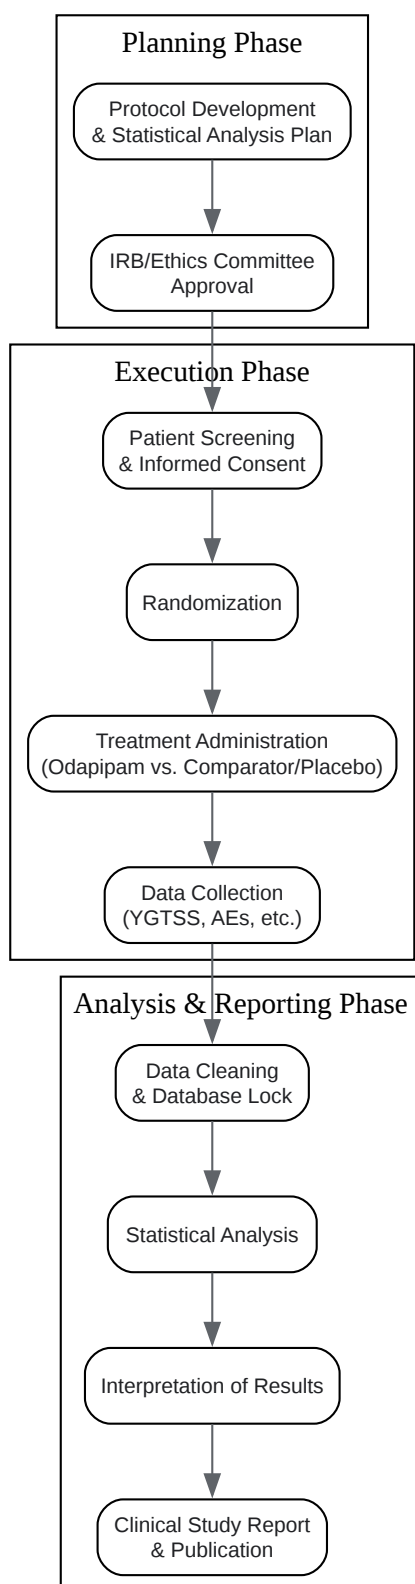 Planning Phase
Protocol Development
& Statistical Analysis Plan
IRB/Ethics Committee
Approval
Execution Phase
Patient Screening
& Informed Consent
Randomization
Treatment Administration
(Odapipam vs. Comparator/Placebo)
Data Collection
(YGTSS, AEs, etc.)
Analysis & Reporting Phase
Data Cleaning
& Database Lock
Statistical Analysis
Interpretation of Results
Clinical Study Report
& Publication